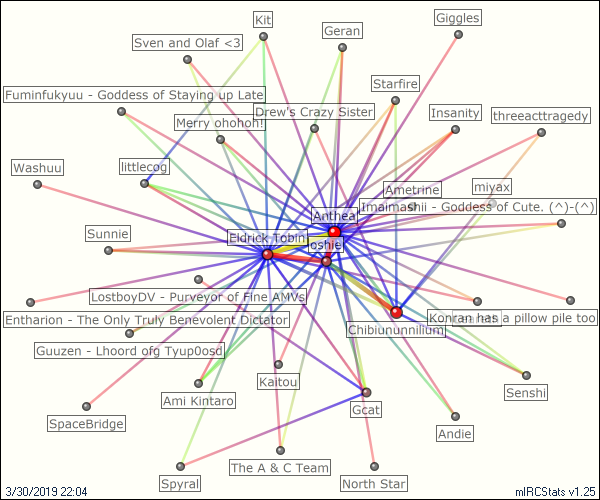 Kit
Giggles
Geran
Sven and Olaf <3
Starfire
Fuminfukyuu - Goddess of Staying up Late
Drew's Crazy Sister
Insanity
threeacttragedy
Merry ohohoh!
Washuu
littlecog
Ametrine
miyax
Imaimashii - Goddess of Cute. (^)-(^)
Anthea
Sunnie
Eldrick Tobin
oshie
LostboyDV - Purveyor of Fine AMVs
Entharion - The Only Truly Benevolent Dictator
Konran has a pillow pile too
Chibiununnilium
Guuzen - Lhoord ofg Tyup0osd
Kaitou
Senshi
Ami Kintaro
Gcat
SpaceBridge
Andie
The A & C Team
Spyral
North Star
3/30/2019 22:04
mIRCStats v1.25